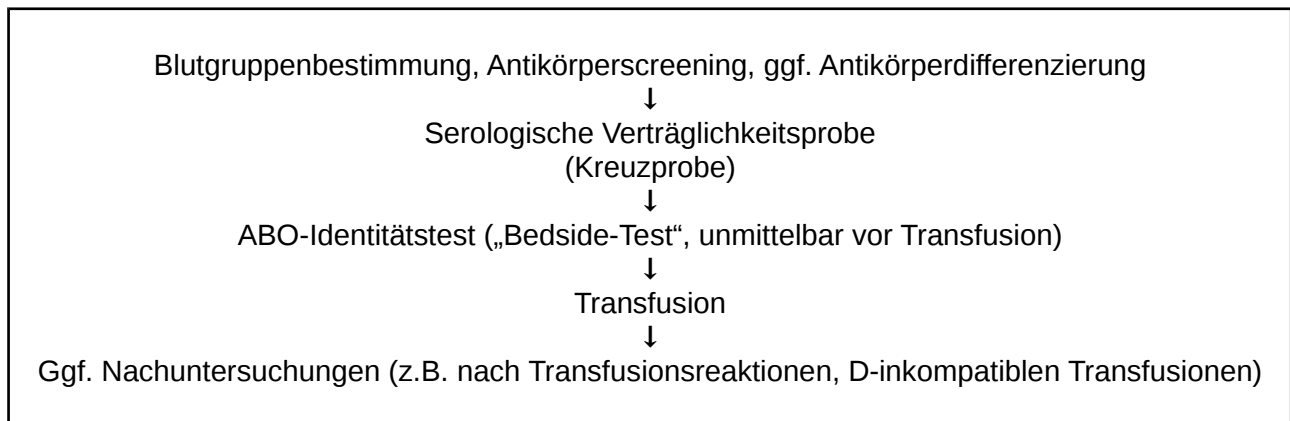 Blutgruppenbestimmung, Antikörperscreening, ggf. Antikörperdifferenzierung
↓
Serologische Verträglichkeitsprobe
(Kreuzprobe)
↓
ABO-Identitätstest („Bedside-Test“, unmittelbar vor Transfusion)
↓
Transfusion
↓
Ggf. Nachuntersuchungen (z.B. nach Transfusionsreaktionen, D-inkompatiblen Transfusionen)